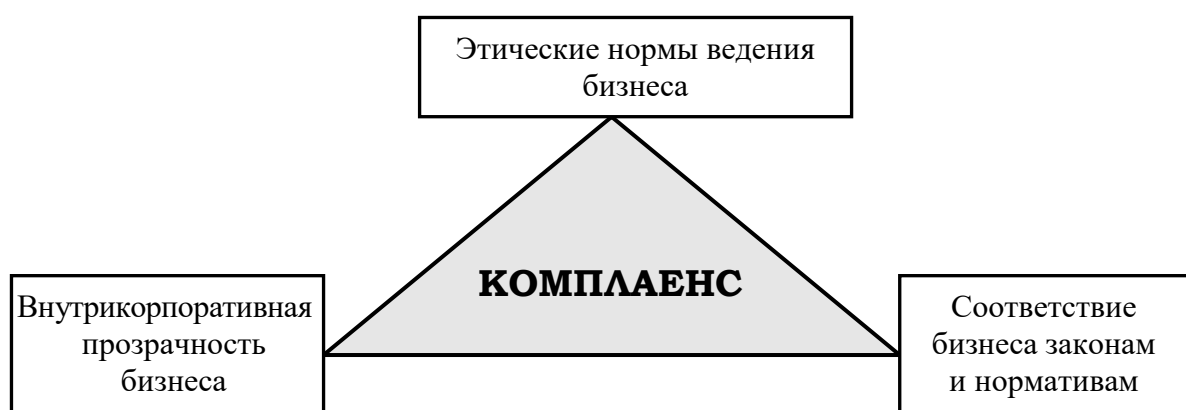 Этические нормы ведения
бизнеса
КОМПЛАЕНС
Внутрикорпоративная
прозрачность
бизнеса
Соответствие
бизнеса законам
и нормативам